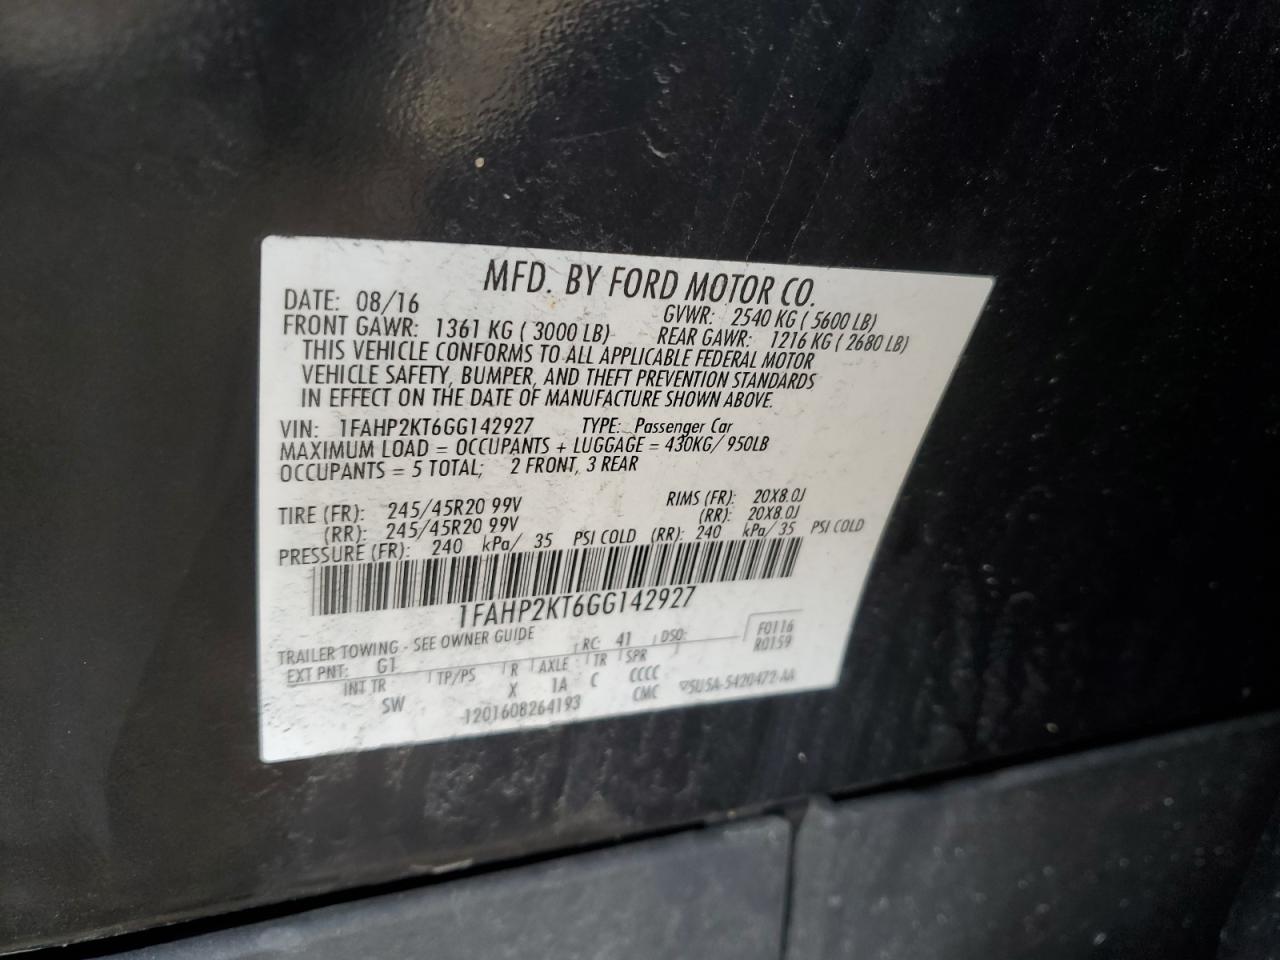 MFD. BY FORD MOTOR CO.
DATE: 08/16 GVWR: 2540 KG ( 5600 LB)
FRONT GAWR: 1361 KG ( 3000 LB) REAR GAWR: 1216 KG ( 2680 LB)
THIS VEHICLE CONFORMS TO ALL APPLICABLE FEDERAL MOTOR
VEHICLE SAFETY, BUMPER, AND THEFT PREVENTION STANDARDS
IN EFFECT ON THE DATE OF MANUFACTURE SHOWN ABOVE.
VIN: 1FAHP2KT6GG142927 TYPE: Passenger Car
MAXIMUM LOAD = OCCUPANTS + LUGGAGE = 430KG/ 950LB
OCCUPANTS = 5 TOTAL; 2 FRONT, 3 REAR
TIRE (FR): 245/45R20 99V RIMS (FR): 20X8.0J
(RR): 245/45R20 99V (RR): 20X8.0J
PRESSURE (FR): 240 kPa/ 35 PSI COLD (RR): 240 kPa/ 35 PSI COLD
1FAHP2KT6GG142927
F0116
R0159
TRAILER TOWING - SEE OWNER GUIDE RC: 41 DSO:
EXT PNT: G1
INT TR TP/PS R AXLE TR SPR
SW X 1A C CCCC
CMC
1201608264193 5U5A-5420472-AA